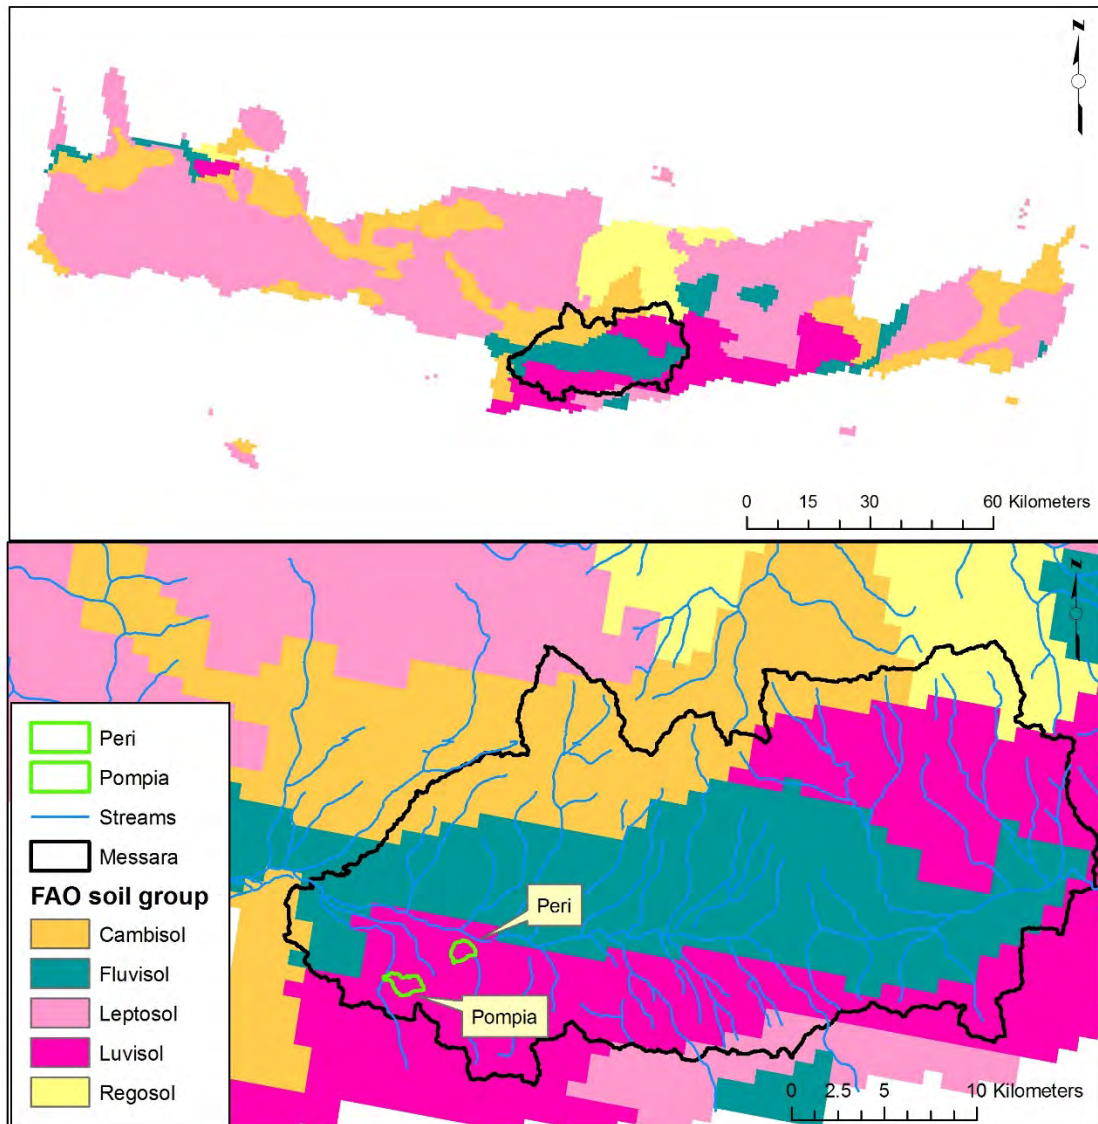 z
0 15 30 60 Kilometers
z
Peri
Pompia
Streams
Messara
FAO soil group
Cambisol
Fluvisol
Leptosol
Luvisol
Regosol
Peri
Pompia
0 2.5 5 10 Kilometers